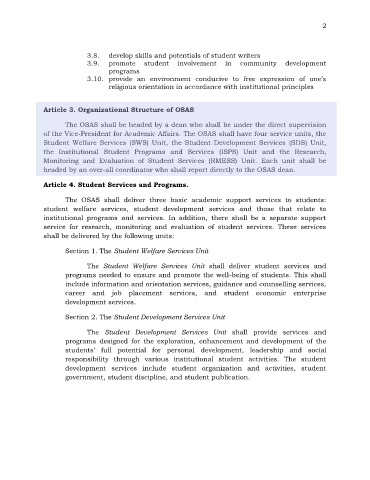 2
3.8. develop skills and potentials of student writers
3.9. promote student involvement in community development
programs
3.10. provide an environment conducive to free expression of one's
religious orientation in accordance with institutional principles
Article 3. Organizational Structure of OSAS
The OSAS shall be headed by a dean who shall be under the direct supervision
of the Vice-President for Academic Affairs. The OSAS shall have four service units, the
Student Welfare Services (SWS) Unit, the Student Development Services (SDS) Unit,
the Institutional Student Programs and Services (ISPS) Unit and the Research,
Monitoring and Evaluation of Student Services (RMESS) Unit. Each unit shall be
headed by an over-all coordinator who shall report directly to the OSAS dean.
Article 4. Student Services and Programs.
The OSAS shall deliver three basic academic support services to students:
student welfare services, student development services and those that relate to
institutional programs and services. In addition, there shall be a separate support
service for research, monitoring and evaluation of student services. These services
shall be delivered by the following units:
Section 1. The Student Welfare Services Unit
The Student Welfare Services Unit shall deliver student services and
programs needed to ensure and promote the well-being of students. This shall
include information and orientation services, guidance and counselling services,
career and job placement services, and student economic enterprise
development services.
Section 2. The Student Development Services Unit
The Student Development Services Unit shall provide services and
programs designed for the exploration, enhancement and development of the
students' full potential for personal development, leadership and social
responsibility through various institutional student activities. The student
development services include student organization and activities, student
government, student discipline, and student publication.